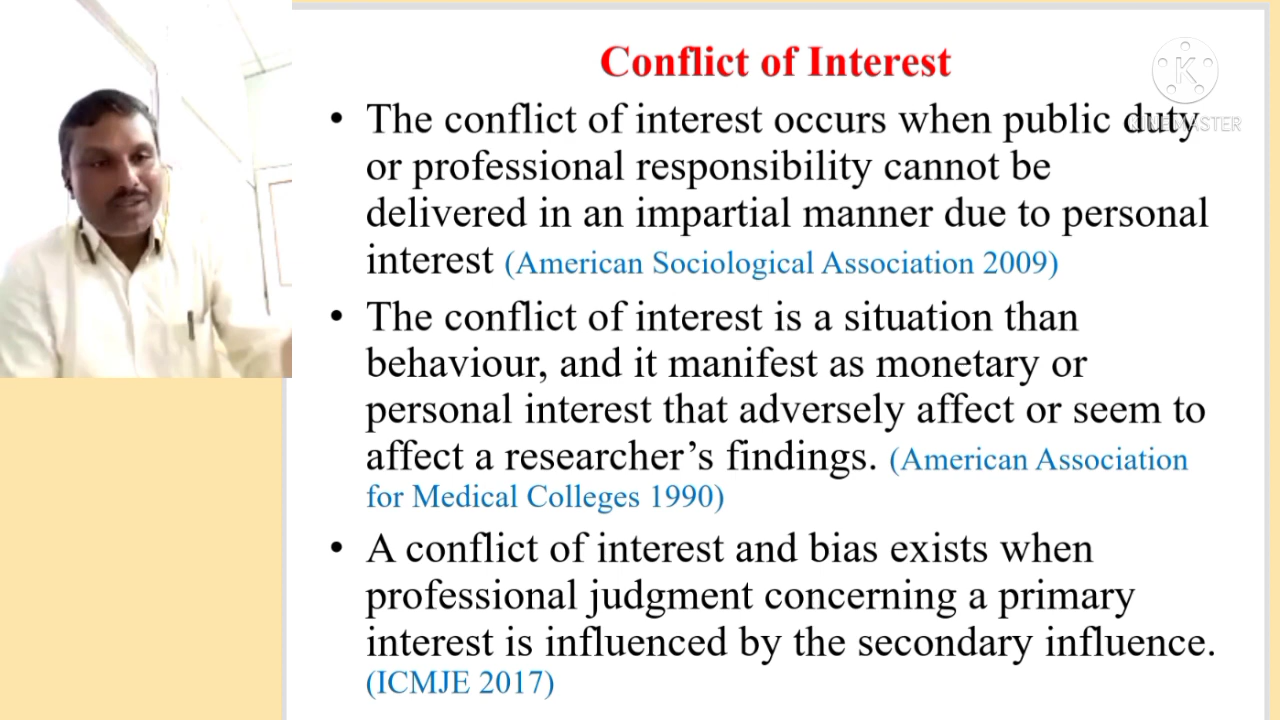 Conflict of Interest
• The conflict of interest occurs when public duty
or professional responsibility cannot be
delivered in an impartial manner due to personal
interest (American Sociological Association 2009)
• The conflict of interest is a situation than
behaviour, and it manifest as monetary or
personal interest that adversely affect or seem to
affect a researcher’s findings. (American Association
for Medical Colleges 1990)
• A conflict of interest and bias exists when
professional judgment concerning a primary
interest is influenced by the secondary influence.
(ICMJE 2017)
K
KINEMASTER